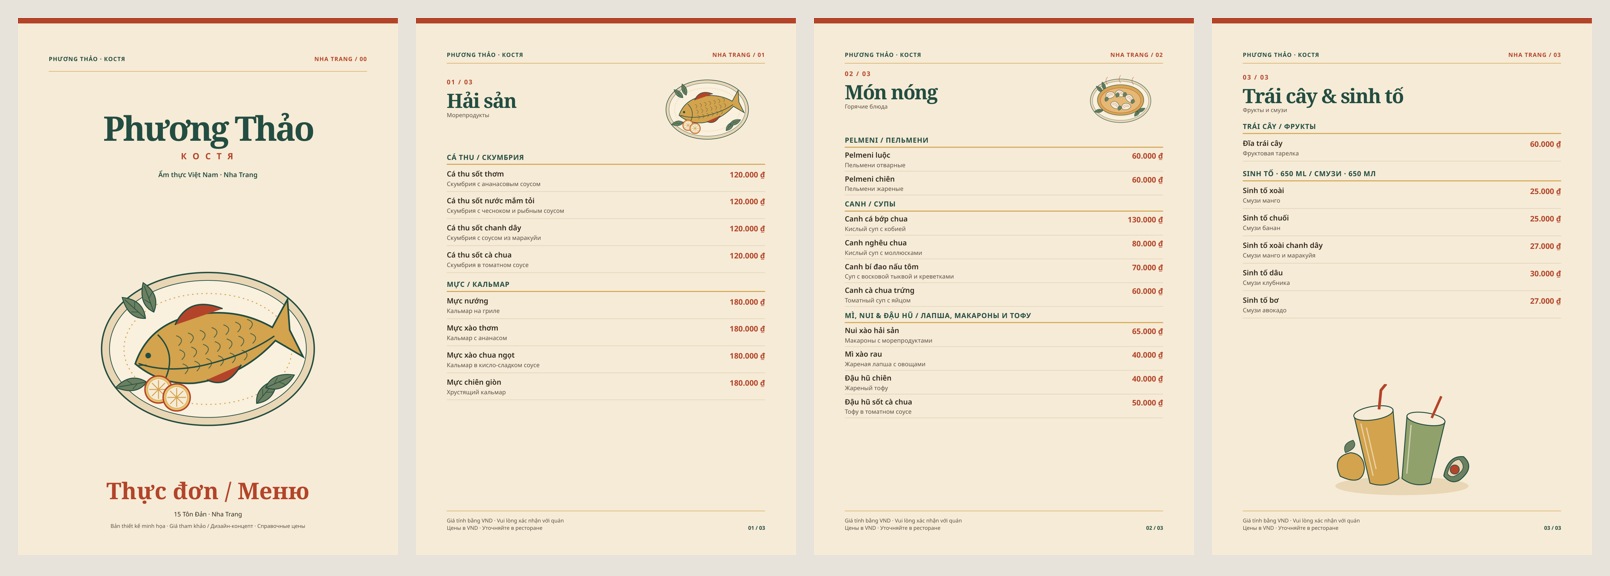 PHƯƠNG THẢO · КОСТЯ
NHA TRANG / 00
Phương Thảo
КОСТЯ
Ẩm thực Việt Nam · Nha Trang
Thực đơn / Меню
15 Tôn Đản · Nha Trang
Bản thiết kế minh họa · Giá tham khảo / Дизайн-концепт · Справочные цены
PHƯƠNG THẢO · КОСТЯ
NHA TRANG / 01
01 / 03
Hải sản
Морепродукты
CÁ THU / СКУМБРИЯ
Cá thu sốt thơm 120.000 ₫
Скумбрия с ананасовым соусом
Cá thu sốt nước mắm tỏi 120.000 ₫
Скумбрия с чесноком и рыбным соусом
Cá thu sốt chanh dây 120.000 ₫
Скумбрия с соусом из маракуйи
Cá thu sốt cà chua 120.000 ₫
Скумбрия в томатном соусе
MỰC / КАЛЬМАР
Mực nướng 180.000 ₫
Кальмар на гриле
Mực xào thơm 180.000 ₫
Кальмар с ананасом
Mực xào chua ngọt 180.000 ₫
Кальмар в кисло-сладком соусе
Mực chiên giòn 180.000 ₫
Хрустящий кальмар
Giá tính bằng VND · Vui lòng xác nhận với quán
Цены в VND · Уточняйте в ресторане
01 / 03
PHƯƠNG THẢO · КОСТЯ
NHA TRANG / 02
02 / 03
Món nóng
Горячие блюда
PELMENI / ПЕЛЬМЕНИ
Pelmeni luộc 60.000 ₫
Пельмени отварные
Pelmeni chiên 60.000 ₫
Пельмени жареные
CANH / СУПЫ
Canh cá bớp chua 130.000 ₫
Кислый суп с кобией
Canh nghêu chua 80.000 ₫
Кислый суп с моллюсками
Canh bí đao nấu tôm 70.000 ₫
Суп с восковой тыквой и креветками
Canh cà chua trứng 60.000 ₫
Томатный суп с яйцом
MÌ, NUI & ĐẬU HŨ / ЛАПША, МАКАРОНЫ И ТОФУ
Nui xào hải sản 65.000 ₫
Макароны с морепродуктами
Mì xào rau 40.000 ₫
Жареная лапша с овощами
Đậu hũ chiên 40.000 ₫
Жареный тофу
Đậu hũ sốt cà chua 50.000 ₫
Тофу в томатном соусе
Giá tính bằng VND · Vui lòng xác nhận với quán
Цены в VND · Уточняйте в ресторане
02 / 03
PHƯƠNG THẢO · КОСТЯ
NHA TRANG / 03
03 / 03
Trái cây & sinh tố
Фрукты и смузи
TRÁI CÂY / ФРУКТЫ
Đĩa trái cây 60.000 ₫
Фруктовая тарелка
SINH TỐ · 650 ML / СМУЗИ · 650 МЛ
Sinh tố xoài 25.000 ₫
Смузи манго
Sinh tố chuối 25.000 ₫
Смузи банан
Sinh tố xoài chanh dây 27.000 ₫
Смузи манго и маракуйя
Sinh tố dâu 30.000 ₫
Смузи клубника
Sinh tố bơ 27.000 ₫
Смузи авокадо
Giá tính bằng VND · Vui lòng xác nhận với quán
Цены в VND · Уточняйте в ресторане
03 / 03